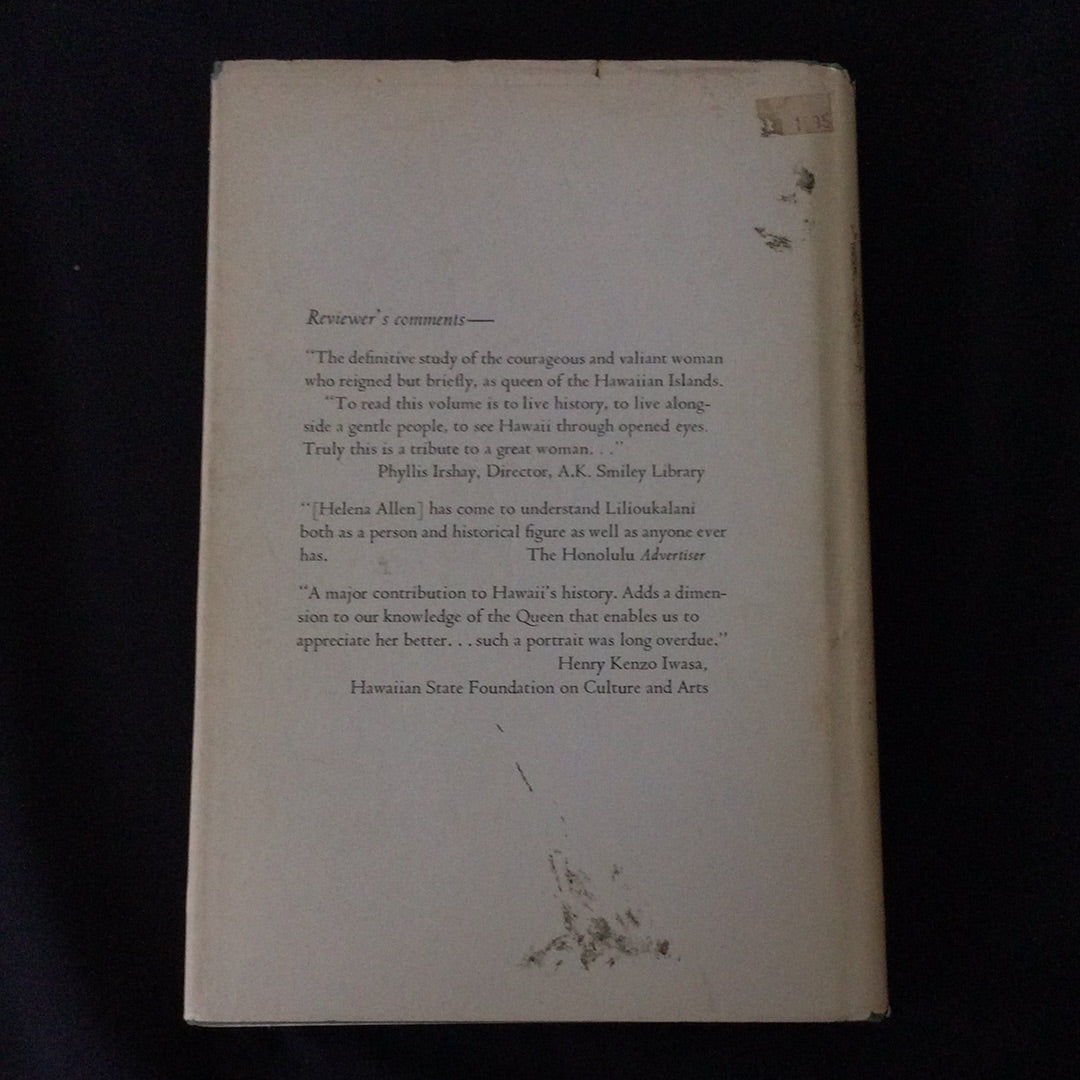 Reviewer's comments—
"The definitive study of the courageous and valiant woman
who reigned but briefly, as queen of the Hawaiian Islands.
"To read this volume is to live history, to live along-
side a gentle people, to see Hawaii through opened eyes.
Truly this is a tribute to a great woman. . ."
Phyllis Irshay, Director, A.K. Smiley Library
"[Helena Allen] has come to understand Lilioukalani
both as a person and historical figure as well as anyone ever
has. The Honolulu Advertiser
"A major contribution to Hawaii's history. Adds a dimen-
sion to our knowledge of the Queen that enables us to
appreciate her better. . . such a portrait was long overdue."
Henry Kenzo Iwasa,
Hawaiian State Foundation on Culture and Arts